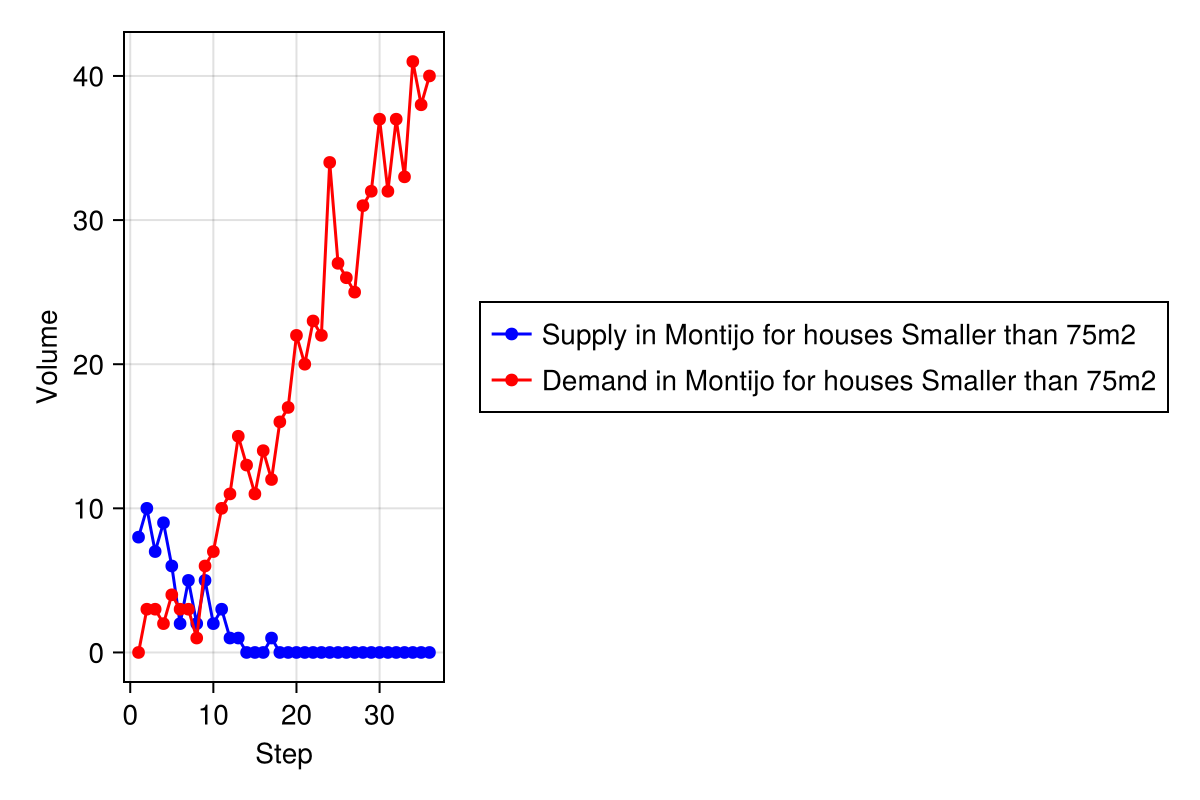 40
30
20
10
0
Volume
0 10 20 30
Step
Supply in Montijo for houses Smaller than 75m2
Demand in Montijo for houses Smaller than 75m2